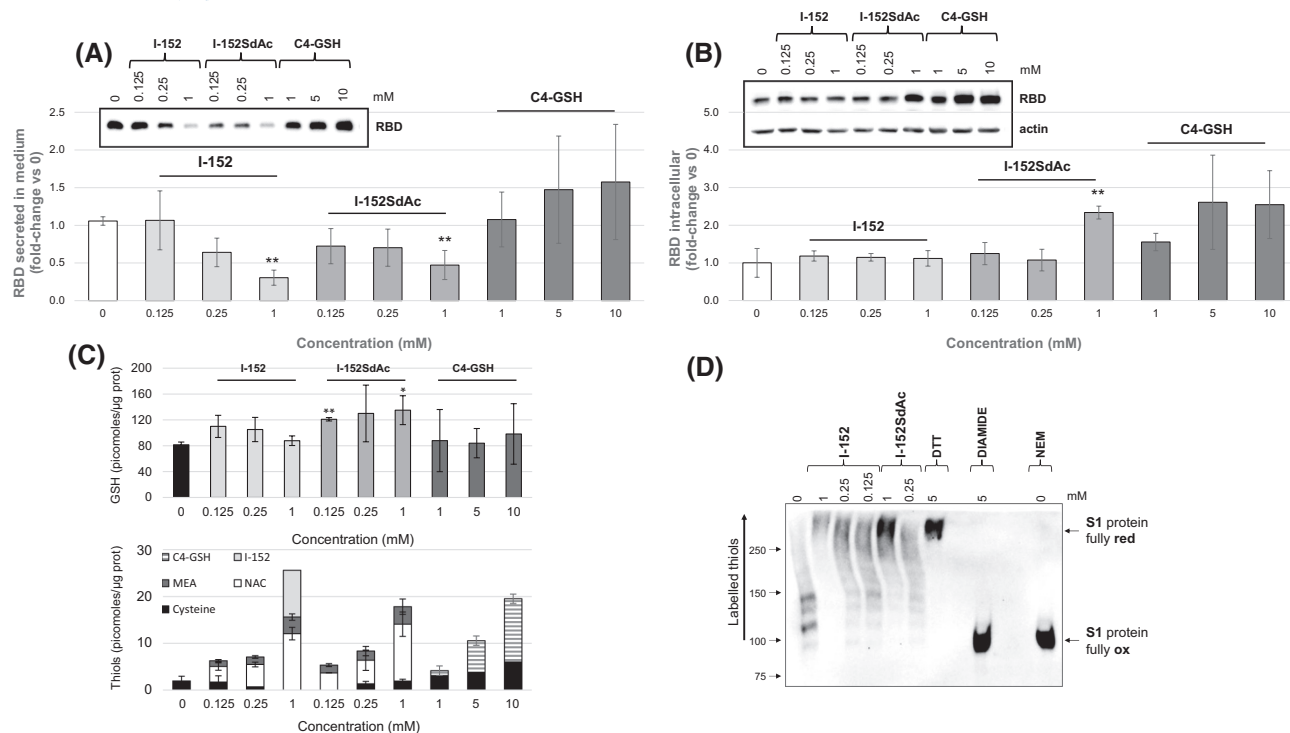 (A)
I-152 I-152SdAc C4-GSH
0 0.125 0.25 1 0.125 0.25 1 1 5 10 mM
RBD
RBD secreted in medium
(fold-change vs 0)
2.5
2.0
1.5
1.0
0.5
0.0
C4-GSH
I-152
I-152SdAc
**
**
0 0.125 0.25 1 0.125 0.25 1 1 5 10
Concentration (mM)
(B)
I-152 I-152SdAc C4-GSH
0 0.125 0.25 1 0.125 0.25 1 1 5 10 mM
RBD
actin
RBD intracellular
(fold-change vs 0)
5.0
4.0
3.0
2.0
1.0
0.0
C4-GSH
I-152SdAc
I-152
**
0 0.125 0.25 1 0.125 0.25 1 1 5 10
Concentration (mM)
(C)
GSH (picomoles/µg prot)
200
160
120
80
40
0
I-152 I-152SdAc C4-GSH
** *
0 0.125 0.25 1 0.125 0.25 1 1 5 10
Concentration (mM)
Thiols (picomoles/µg prot)
30
20
10
0
C4-GSH I-152
MEA NAC
Cysteine
0 0.125 0.25 1 0.125 0.25 1 1 5 10
Concentration (mM)
(D)
I-152 I-152SdAc DTT DIAMIDE NEM
0 1 0.25 0.125 1 0.25 5 5 0 mM
Labelled thiols
250
150
100
75
S1 protein
fully red
S1 protein
fully ox